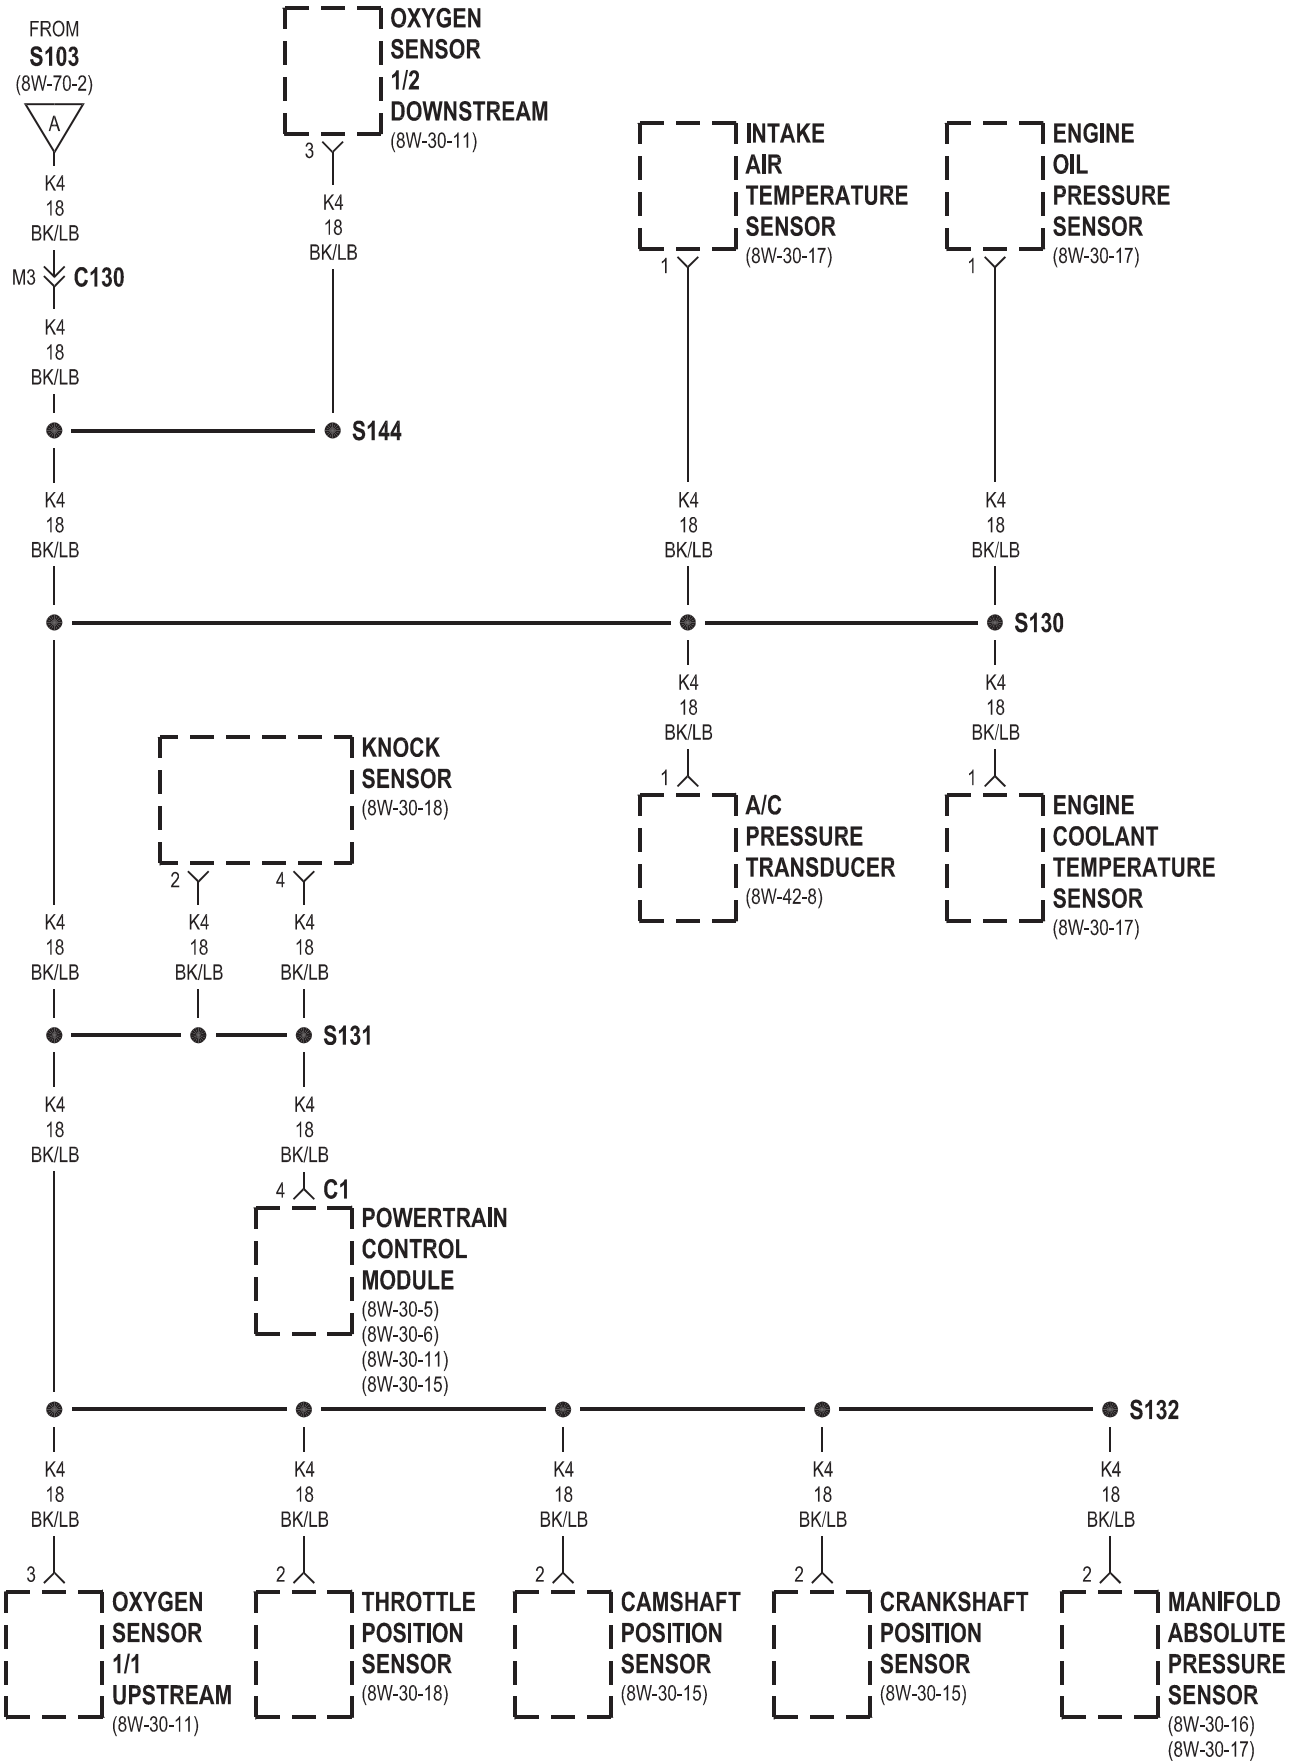 FROM
S103
(8W-70-2)
A
K4
18
BK/LB
M3
C130
K4
18
BK/LB
OXYGEN
SENSOR
1/2
DOWNSTREAM
(8W-30-11)
3
K4
18
BK/LB
S144
K4
18
BK/LB
INTAKE
AIR
TEMPERATURE
SENSOR
(8W-30-17)
1
K4
18
BK/LB
ENGINE
OIL
PRESSURE
SENSOR
(8W-30-17)
1
K4
18
BK/LB
S130
K4
18
BK/LB
1
A/C
PRESSURE
TRANSDUCER
(8W-42-8)
K4
18
BK/LB
1
ENGINE
COOLANT
TEMPERATURE
SENSOR
(8W-30-17)
KNOCK
SENSOR
(8W-30-18)
2
4
K4
18
BK/LB
K4
18
BK/LB
K4
18
BK/LB
S131
K4
18
BK/LB
K4
18
BK/LB
4
C1
POWERTRAIN
CONTROL
MODULE
(8W-30-5)
(8W-30-6)
(8W-30-11)
(8W-30-15)
S132
K4
18
BK/LB
3
OXYGEN
SENSOR
1/1
UPSTREAM
(8W-30-11)
K4
18
BK/LB
2
THROTTLE
POSITION
SENSOR
(8W-30-18)
K4
18
BK/LB
2
CAMSHAFT
POSITION
SENSOR
(8W-30-15)
K4
18
BK/LB
2
CRANKSHAFT
POSITION
SENSOR
(8W-30-15)
K4
18
BK/LB
2
MANIFOLD
ABSOLUTE
PRESSURE
SENSOR
(8W-30-16)
(8W-30-17)